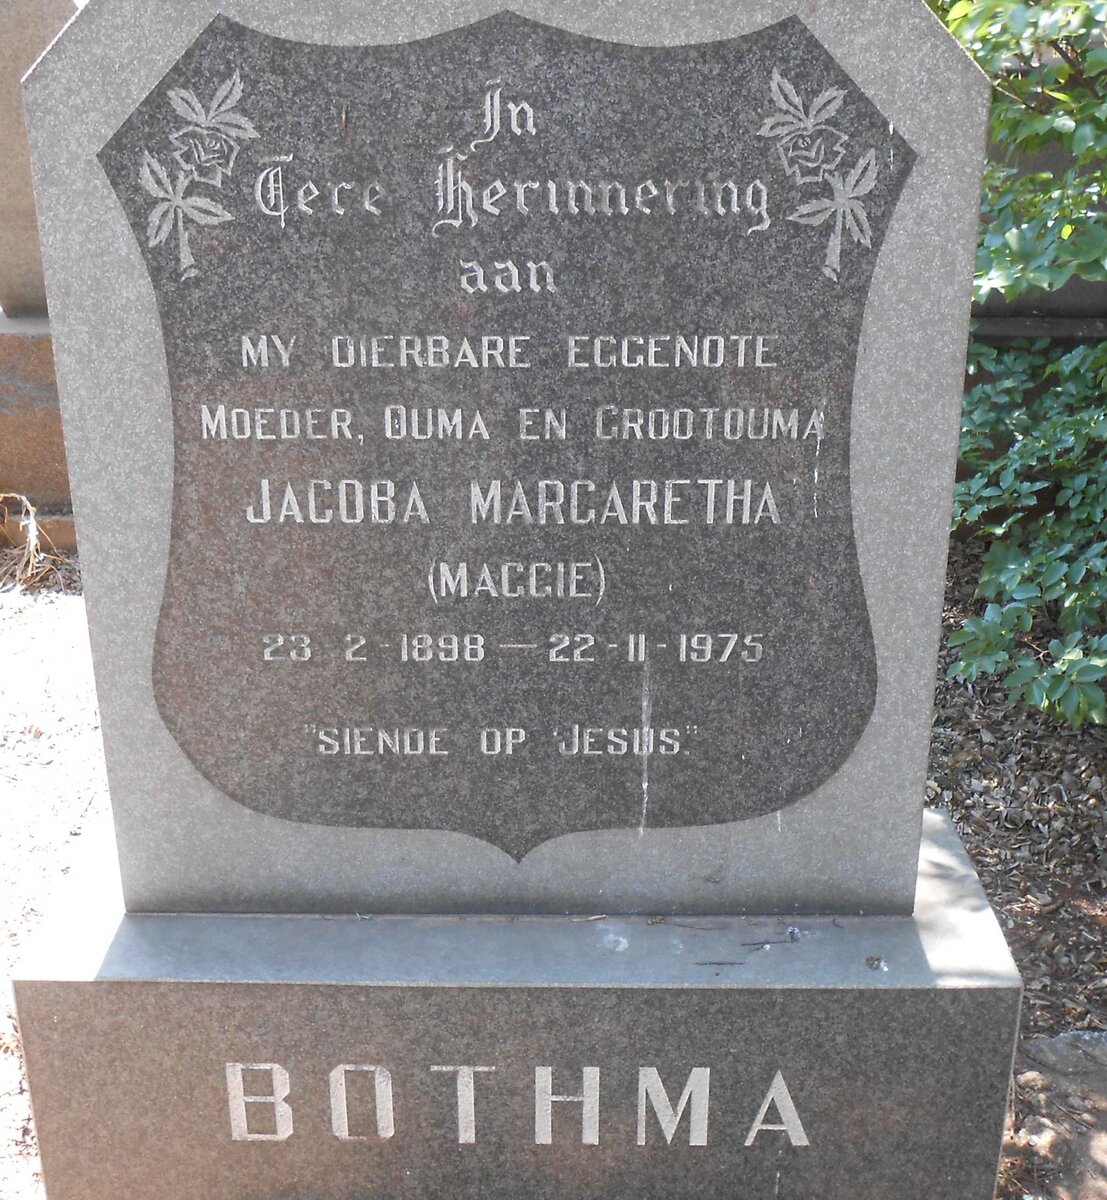 In
Tere Herinnering
aan
MY DIERBARE EGGENOTE
MOEDER, OUMA EN GROOTOUMA
JACOBA MARGARETHA
(MAGGIE)
23 2-1898 — 22-11-1975
"SIENDE OP JESUS."
BOTHMA